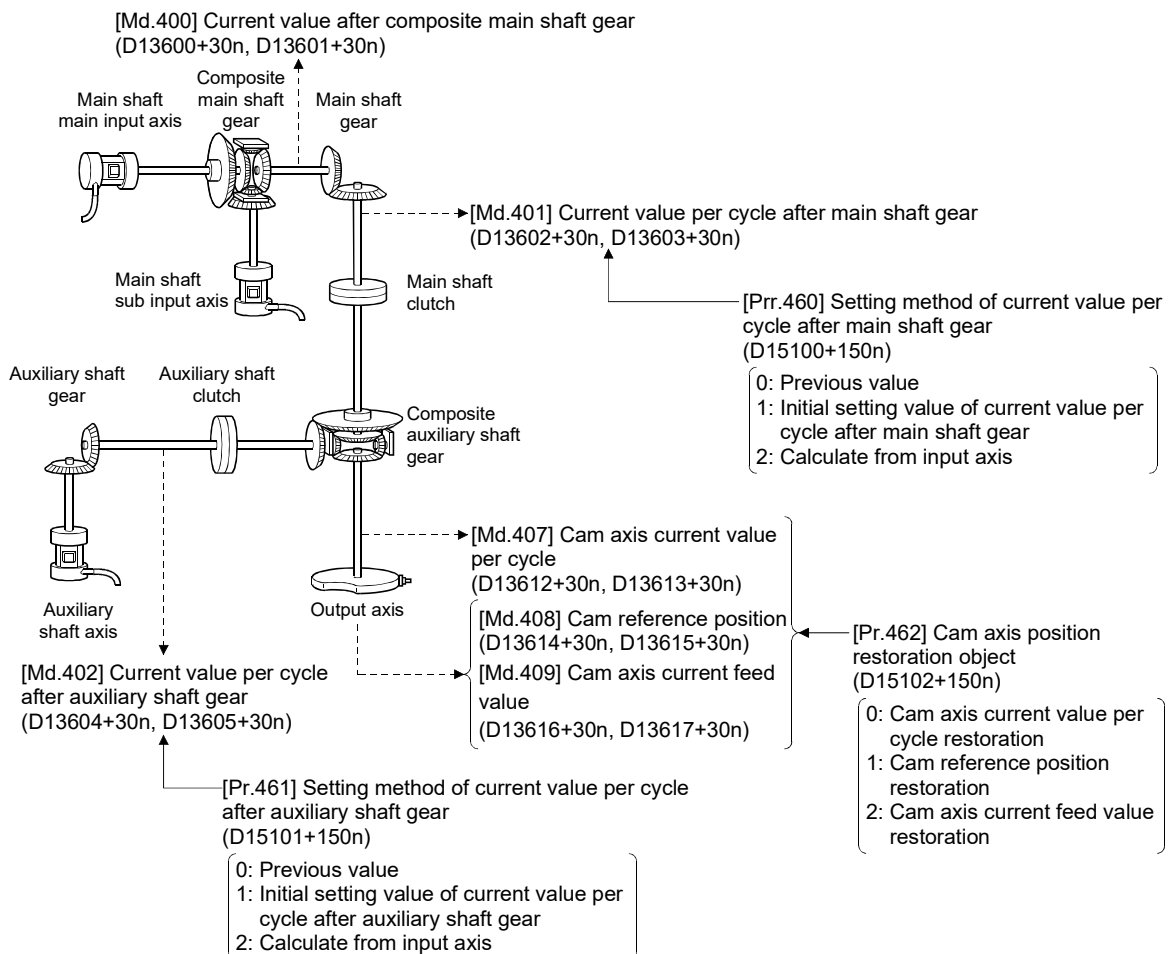 [Md.400] Current value after composite main shaft gear
(D13600+30n, D13601+30n)
Composite
main shaft
gear
Main shaft
main input axis
Main shaft
gear
[Md.401] Current value per cycle after main shaft gear
(D13602+30n, D13603+30n)
Main shaft
sub input axis
Main shaft
clutch
[Prr.460] Setting method of current value per
cycle after main shaft gear
(D15100+150n)
0: Previous value
1: Initial setting value of current value per
cycle after main shaft gear
2: Calculate from input axis
Auxiliary shaft
gear
Auxiliary shaft
clutch
Composite
auxiliary shaft
gear
Auxiliary
shaft axis
Output axis
[Md.407] Cam axis current value
per cycle
(D13612+30n, D13613+30n)
[Md.408] Cam reference position
(D13614+30n, D13615+30n)
[Md.409] Cam axis current feed
value
(D13616+30n, D13617+30n)
[Pr.462] Cam axis position
restoration object
(D15102+150n)
0: Cam axis current value per
cycle restoration
1: Cam reference position
restoration
2: Cam axis current feed value
restoration
[Md.402] Current value per cycle
after auxiliary shaft gear
(D13604+30n, D13605+30n)
[Pr.461] Setting method of current value per cycle
after auxiliary shaft gear
(D15101+150n)
0: Previous value
1: Initial setting value of current value per
cycle after auxiliary shaft gear
2: Calculate from input axis